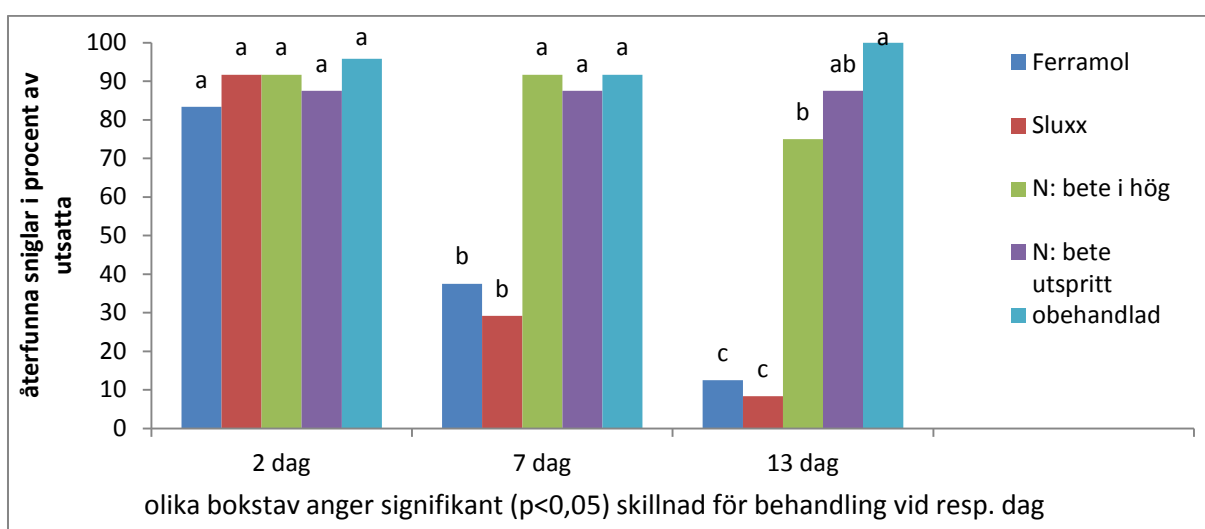 återfunna sniglar i procent av
utsatta
100
90
80
70
60
50
40
30
20
10
0
a
a
a
a
a
b
b
a
a
a
c
c
b
ab
a
2 dag
7 dag
13 dag
olika bokstav anger signifikant (p<0,05) skillnad för behandling vid resp. dag
Ferramol
Sluxx
N: bete i hög
N: bete
utspritt
obehandlad